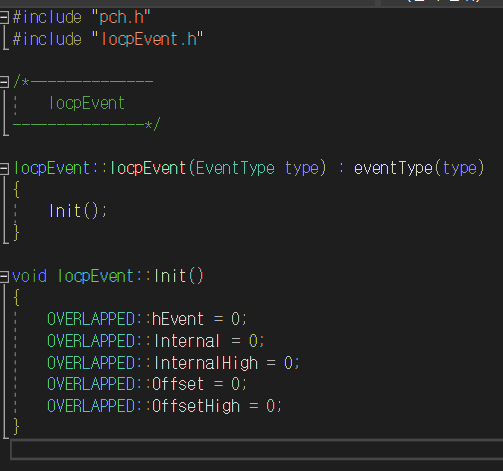 #include "pch.h"
#include "IocpEvent.h"
/*--------------
IocpEvent
---------------*/
IocpEvent::IocpEvent(EventType type) : eventType(type)
{
Init();
}
void IocpEvent::Init()
{
OVERLAPPED::hEvent = 0;
OVERLAPPED::Internal = 0;
OVERLAPPED::InternalHigh = 0;
OVERLAPPED::Offset = 0;
OVERLAPPED::OffsetHigh = 0;
}